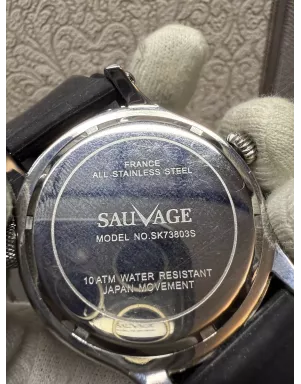 FRANCE
ALL STAINLESS STEEL
SAUVAGE
MODEL NO.SK73803S
10 ATM WATER RESISTANT
JAPAN MOVEMENT